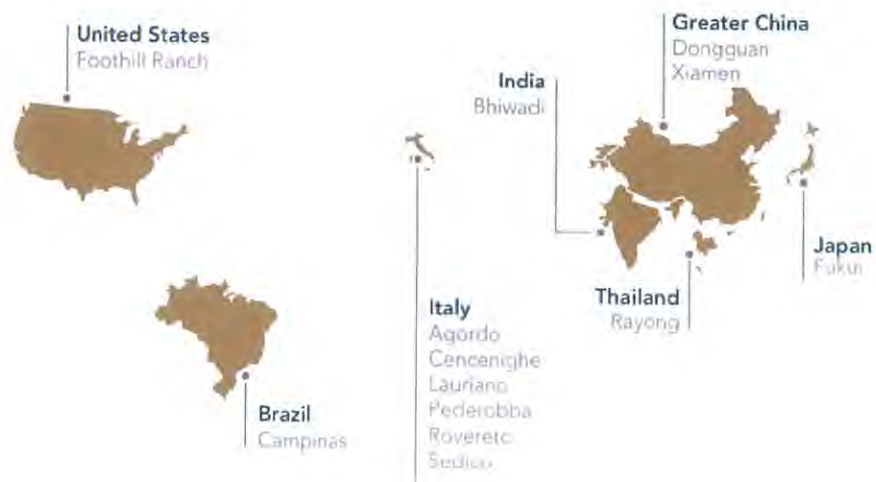 United States
Foothill Ranch
Greater China
Dongguan
Xiamen
India
Bhiwadi
Japan
Fukui
Thailand
Rayong
Italy
Agordo
Cencenighe
Lauriano
Pederobba
Rovereto
Sedico
Brazil
Campinas